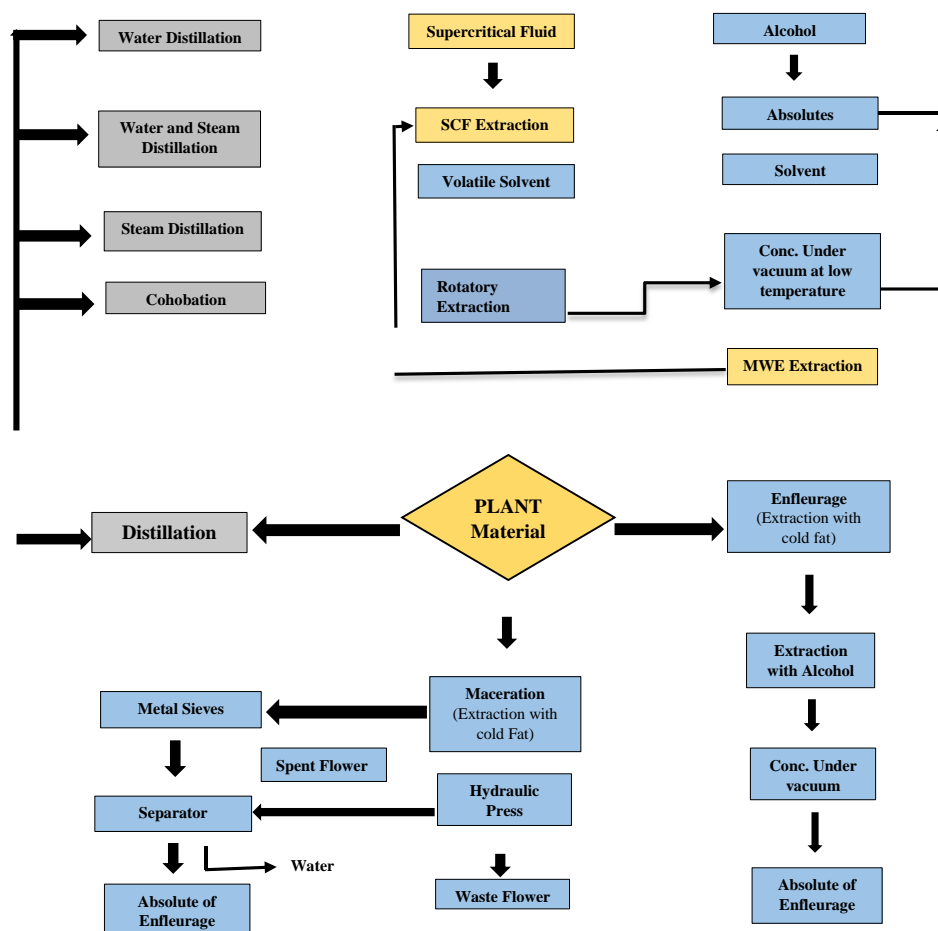 Water Distillation
Supercritical Fluid
Alcohol
Water and Steam
Distillation
SCF Extraction
Absolutes
Volatile Solvent
Solvent
Steam Distillation
Cohobation
Rotatory
Extraction
Conc. Under
vacuum at low
temperature
MWE Extraction
Distillation
PLANT
Material
Enfleurage
(Extraction with
cold fat)
Extraction
with Alcohol
Metal Sieves
Maceration
(Extraction with
cold Fat)
Spent Flower
Conc. Under
vacuum
Separator
Hydraulic
Press
Water
Absolute of
Enfleurage
Waste Flower
Absolute of
Enfleurage